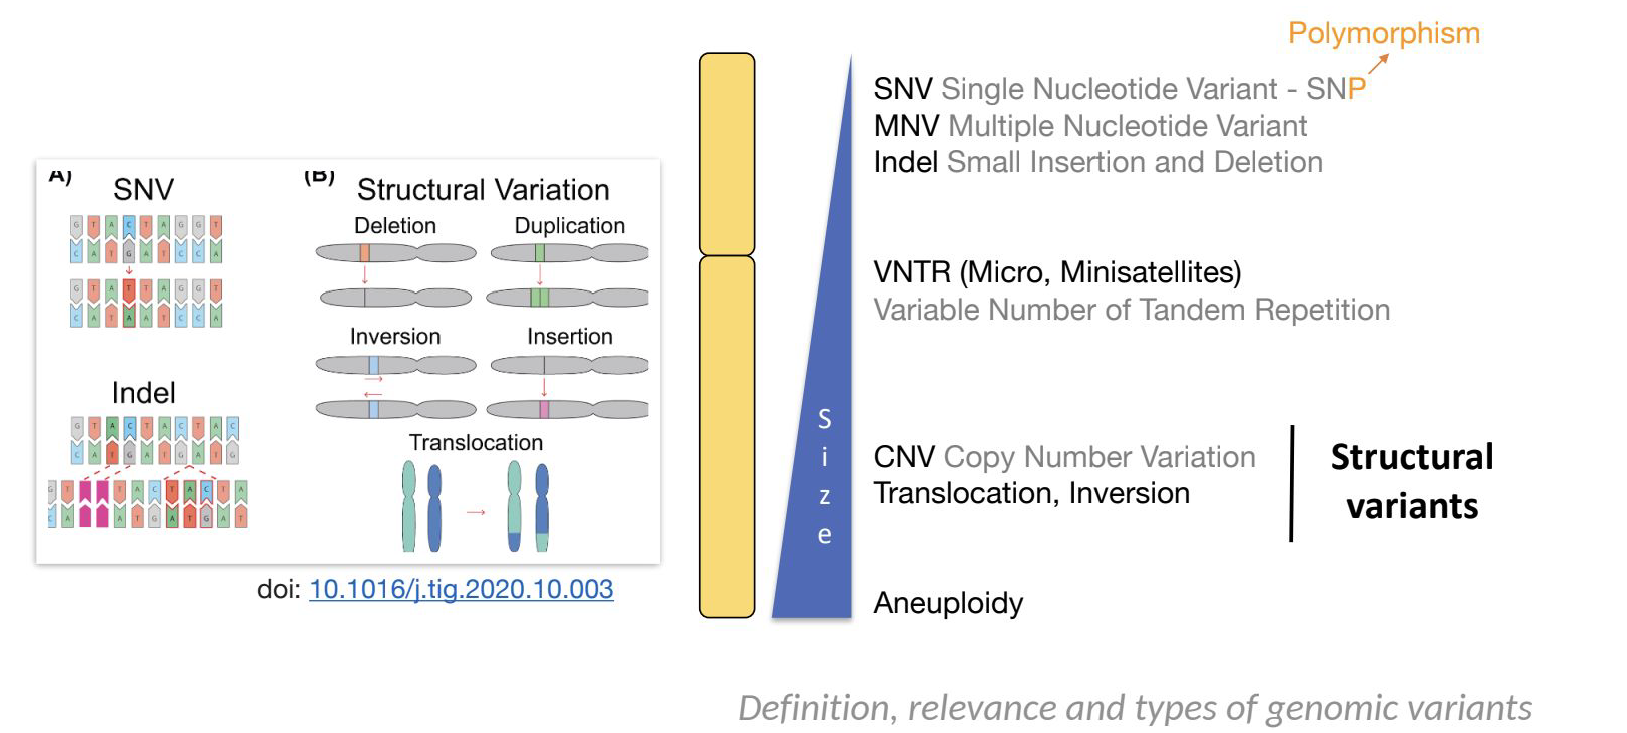 Polymorphism
SNV Single Nucleotide Variant - SNP
MNV Multiple Nucleotide Variant
Indel Small Insertion and Deletion
VNTR (Micro, Minisatellites)
Variable Number of Tandem Repetition
CNV Copy Number Variation
Translocation, Inversion
Structural
variants
Aneuploidy
Size
A)
SNV
G T A C T A G G T
C A T G A T C C A
G T A T T A G G T
C A T A A T C C A
Indel
G T A C T A C T A C
C A T G A T G A T G
G T T A C T A C T A
C A A T G A T G A T
(B)
Structural Variation
Deletion
Duplication
Inversion
Insertion
Translocation
doi: 10.1016/j.tig.2020.10.003
Definition, relevance and types of genomic variants